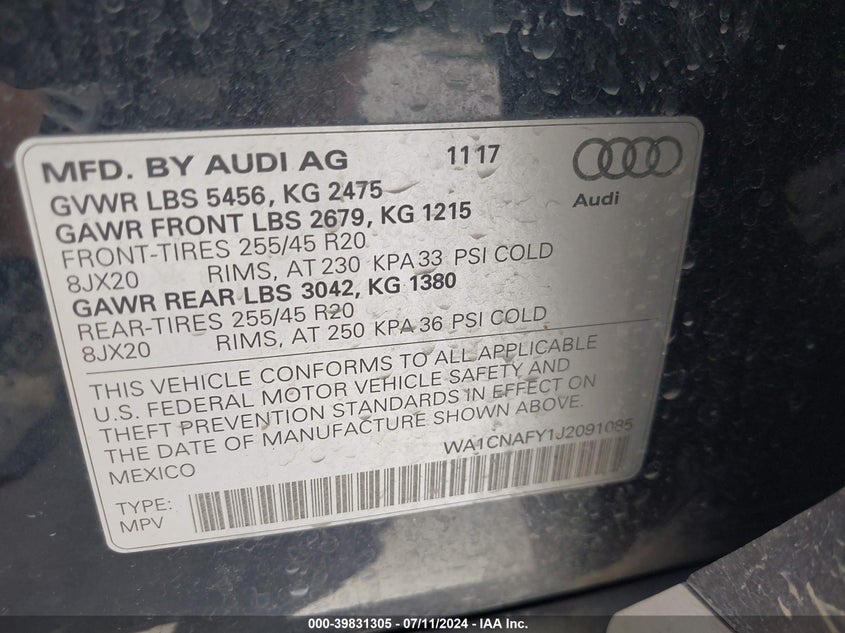 MFD. BY AUDI AG 11 17
GVWR LBS 5456, KG 2475
Audi
GAWR FRONT LBS 2679, KG 1215
FRONT-TIRES 255/45 R20
8JX20 RIMS, AT 230 KPA 33 PSI COLD
GAWR REAR LBS 3042, KG 1380
REAR-TIRES 255/45 R20
8JX20 RIMS, AT 250 KPA 36 PSI COLD
THIS VEHICLE CONFORMS TO ALL APPLICABLE
U.S. FEDERAL MOTOR VEHICLE SAFETY AND
THEFT PREVENTION STANDARDS IN EFFECT ON
THE DATE OF MANUFACTURE SHOWN ABOVE.
MEXICO WA1CNAFY1J2091085
TYPE:
MPV
000-39831305 - 07/11/2024 - IAA Inc.